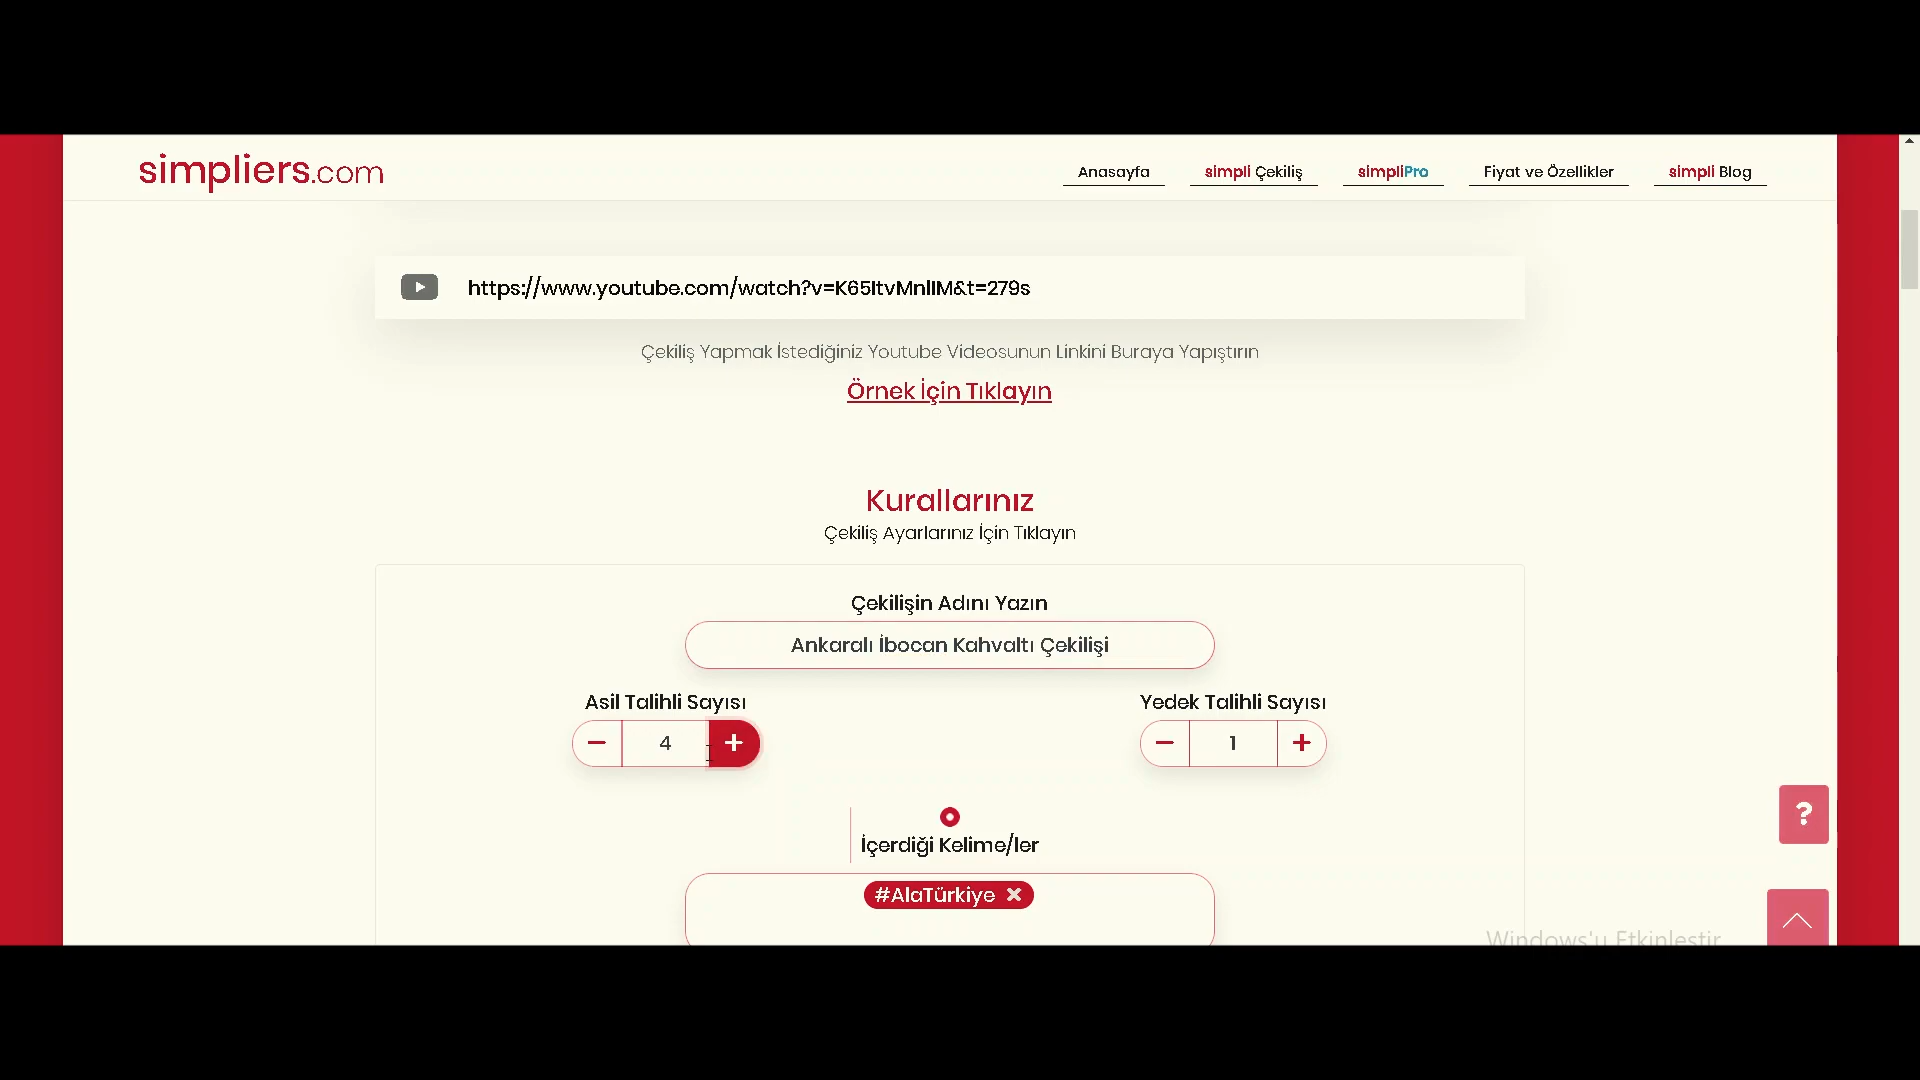 simpliers.com
Anasayfa simpli Çekiliş simpliPro Fiyat ve Özellikler simpli Blog
https://www.youtube.com/watch?v=K65ItvMnlIM&t=279s
Çekiliş Yapmak İstediğiniz Youtube Videosunun Linkini Buraya Yapıştırın
Örnek İçin Tıklayın
Kurallarınız
Çekiliş Ayarlarınız İçin Tıklayın
Çekilişin Adını Yazın
Ankaralı İbocan Kahvaltı Çekilişi
Asil Talihli Sayısı Yedek Talihli Sayısı
− 4 + − 1 +
İçerdiği Kelime/ler
#AlaTürkiye ×
?
Windows'u Etkinleştir